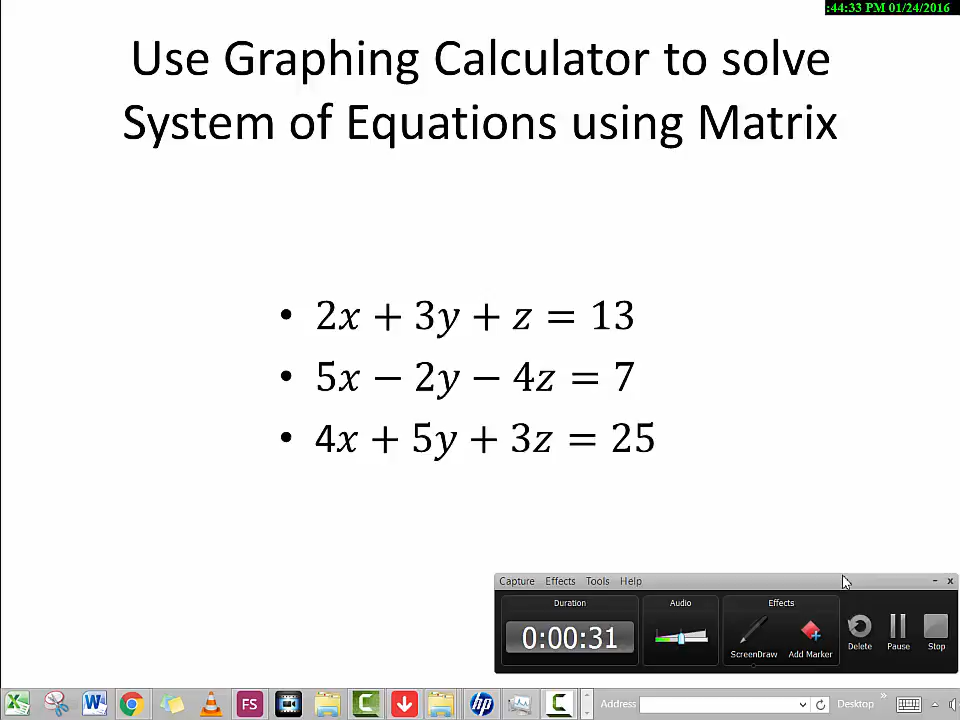 :44:33 PM 01/24/2016
Use Graphing Calculator to solve
System of Equations using Matrix
• 2x + 3y + z = 13
• 5x − 2y − 4z = 7
• 4x + 5y + 3z = 25
Capture Effects Tools Help
Duration Audio Effects
0:00:31
ScreenDraw Add Marker Delete Pause Stop
FS hp Address Desktop